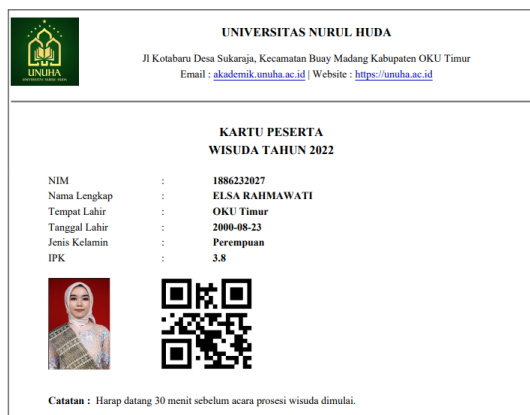 UNIVERSITAS NURUL HUDA
Jl Kotabaru Desa Sukaraja, Kecamatan Buay Madang Kabupaten OKU Timur
Email : akademik.unuha.ac.id | Website : https://unuha.ac.id
UNUHA
UNIVERSITAS NURUL HUDA
KARTU PESERTA
WISUDA TAHUN 2022
NIM : 1886232027
Nama Lengkap : ELSA RAHMAWATI
Tempat Lahir : OKU Timur
Tanggal Lahir : 2000-08-23
Jenis Kelamin : Perempuan
IPK : 3.8
Catatan : Harap datang 30 menit sebelum acara prosesi wisuda dimulai.